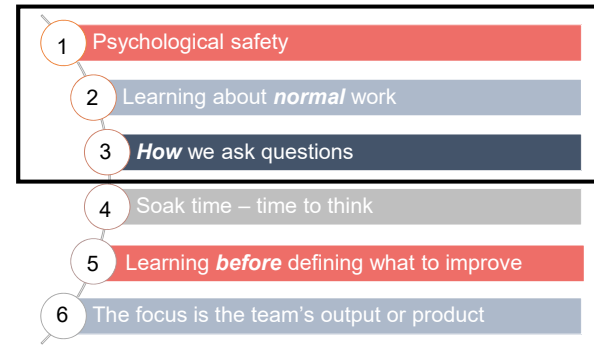 1 Psychological safety
2 Learning about normal work
3 How we ask questions
4 Soak time – time to think
5 Learning before defining what to improve
6 The focus is the team's output or product